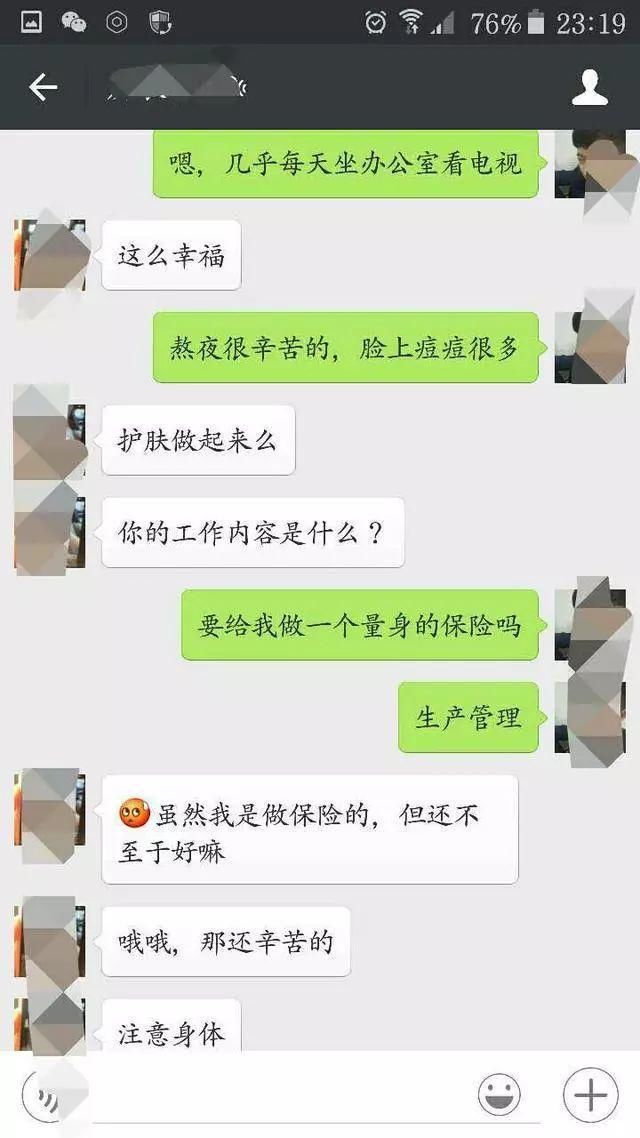 76% 23:19
嗯，几乎每天坐办公室看电视
这么幸福
熬夜很辛苦的，脸上痘痘很多
护肤做起来么
你的工作内容是什么？
要给我做一个量身的保险吗
生产管理
虽然我是做保险的，但还不
至于好嘛
哦哦，那还辛苦的
注意身体